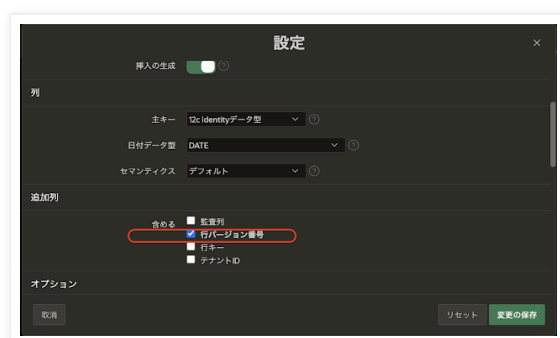 設定
×
挿入の生成
列
主キー 12c Identityデータ型
日付データ型 DATE
セマンティクス デフォルト
追加列
含める 監査列
行バージョン番号
行キー
テナントID
オプション
取消 リセット 変更の保存